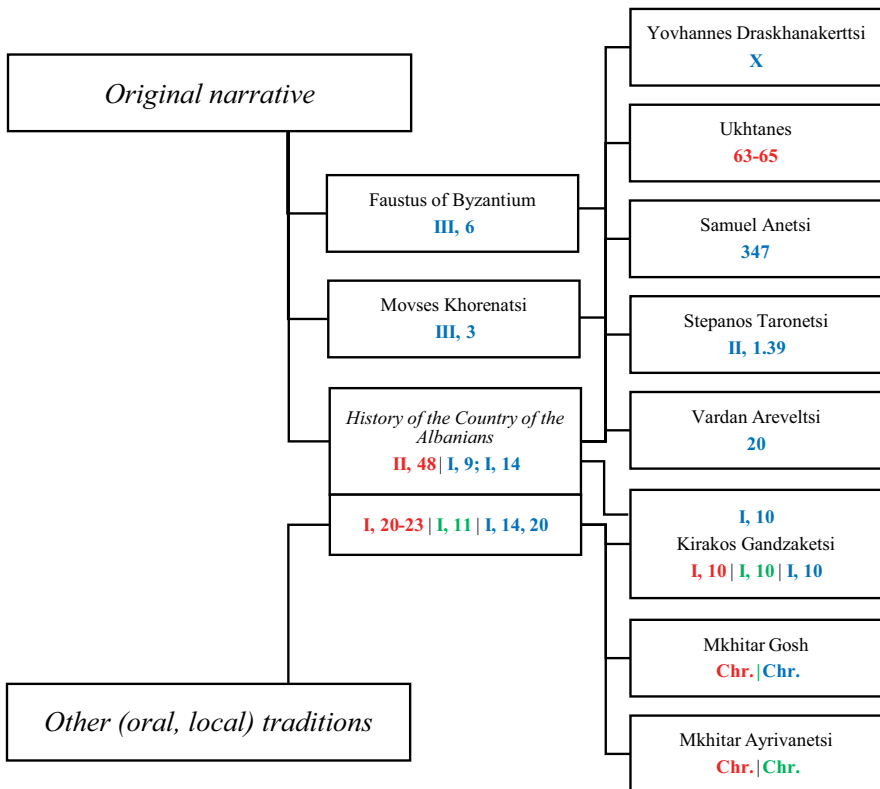 Original narrative
Faustus of Byzantium
III, 6
Movses Khorenatsi
III, 3
History of the Country of the
Albanians
II, 48 | I, 9; I, 14
I, 20-23 | I, 11 | I, 14, 20
Other (oral, local) traditions
Yovhannes Draskhanakerttsi
X
Ukhtanes
63-65
Samuel Anetsi
347
Stepanos Taronetsi
II, 1.39
Vardan Areveltsi
20
I, 10
Kirakos Gandzaketsi
I, 10 | I, 10 | I, 10
Mkhitar Gosh
Chr. | Chr.
Mkhitar Ayrivanetsi
Chr. | Chr.